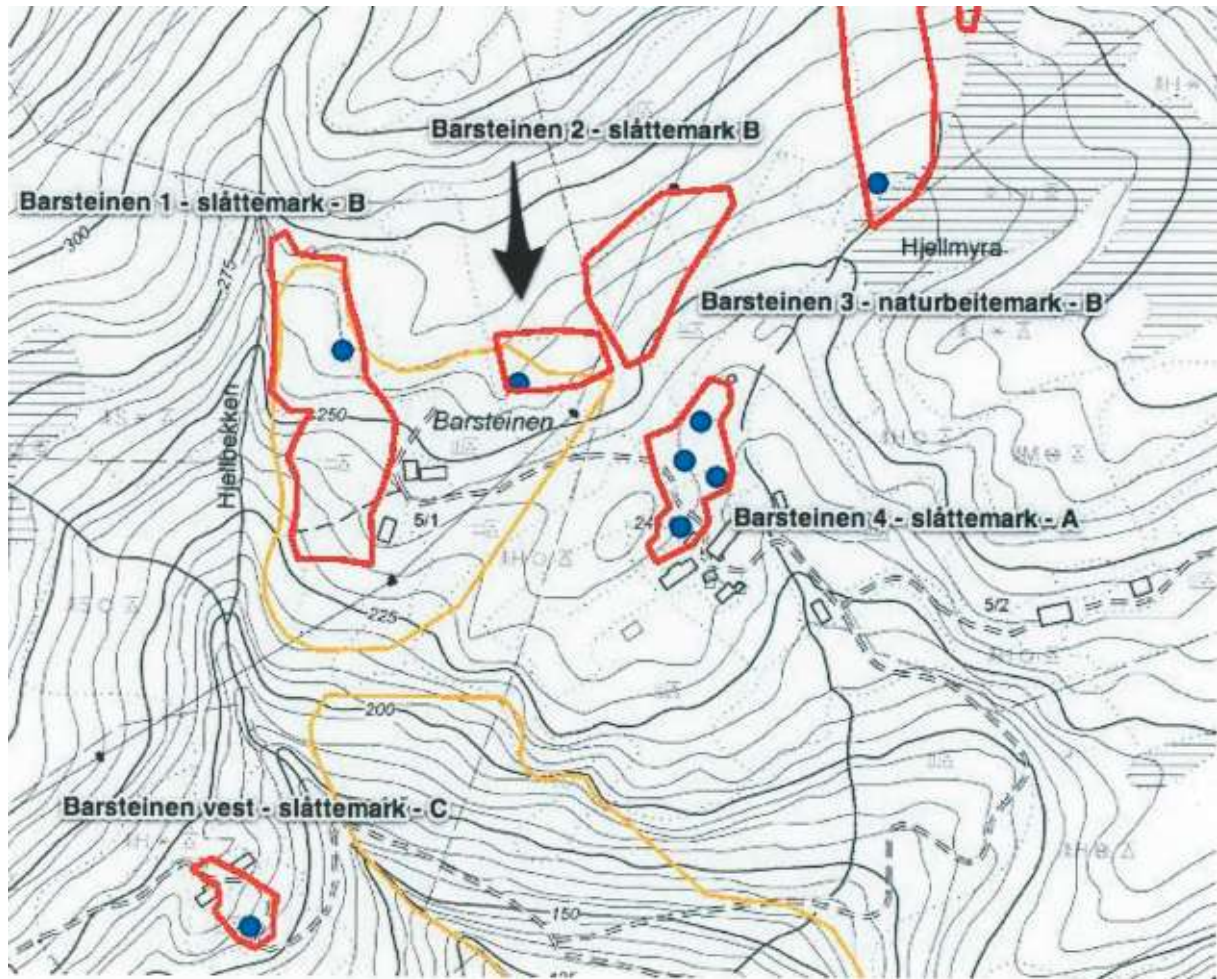 Barsteinen 2 - slåttemark B
Barsteinen 1 - slåttemark - B
300
275
Hjellmyra
Barsteinen 3 - naturbeitemark - B
250
Barsteinen
Hjellbekken
5/1
24
Barsteinen 4 - slåttemark - A
225
5/2
200
Barsteinen vest - slåttemark - C
150